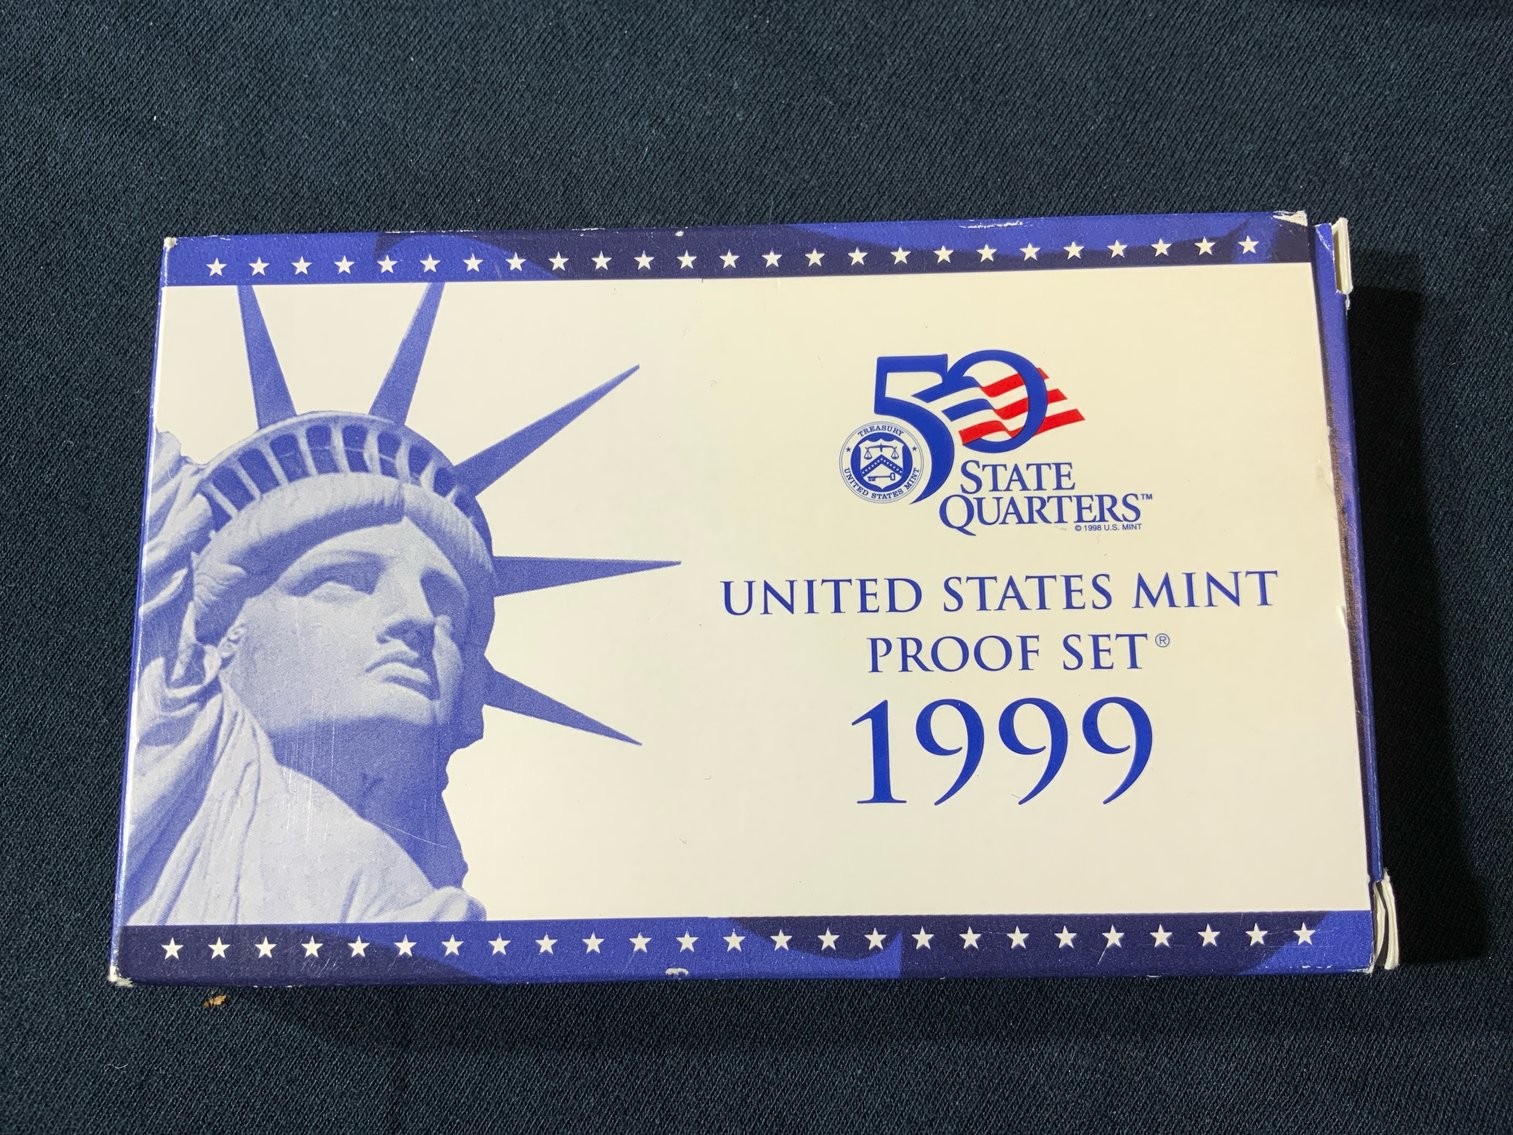 50
TREASURY
UNITED STATES MINT
STATE
QUARTERS™
© 1998 U.S. MINT
UNITED STATES MINT
PROOF SET®
1999